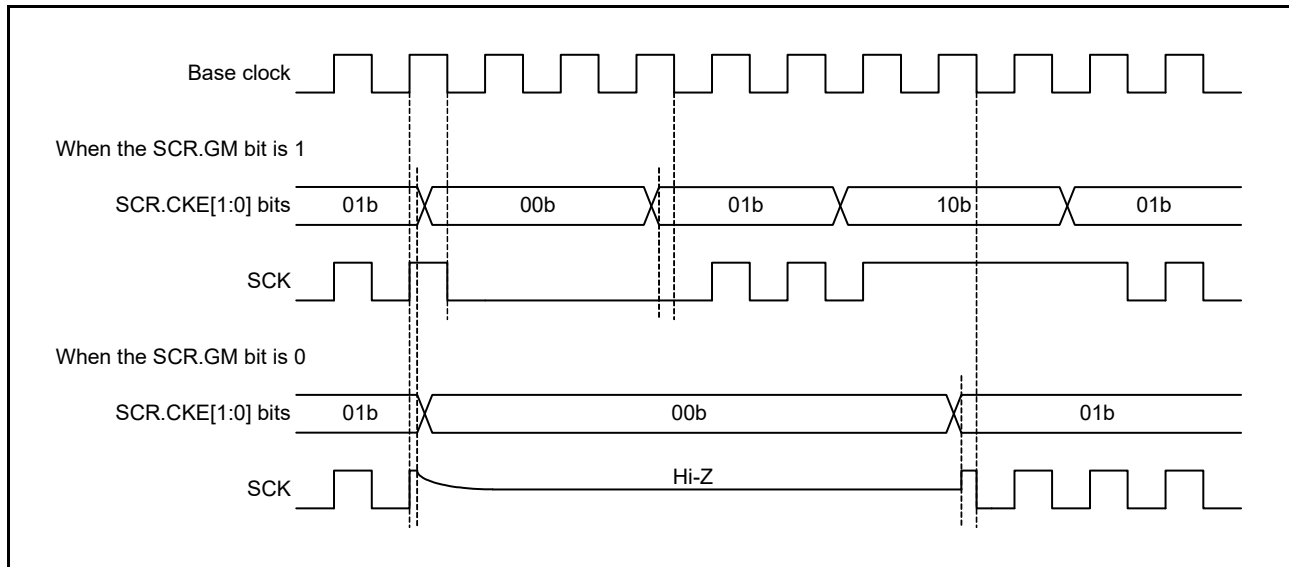 Base clock
When the SCR.GM bit is 1
SCR.CKE[1:0] bits 01b 00b 01b 10b 01b
SCK
When the SCR.GM bit is 0
SCR.CKE[1:0] bits 01b 00b 01b
SCK Hi-Z